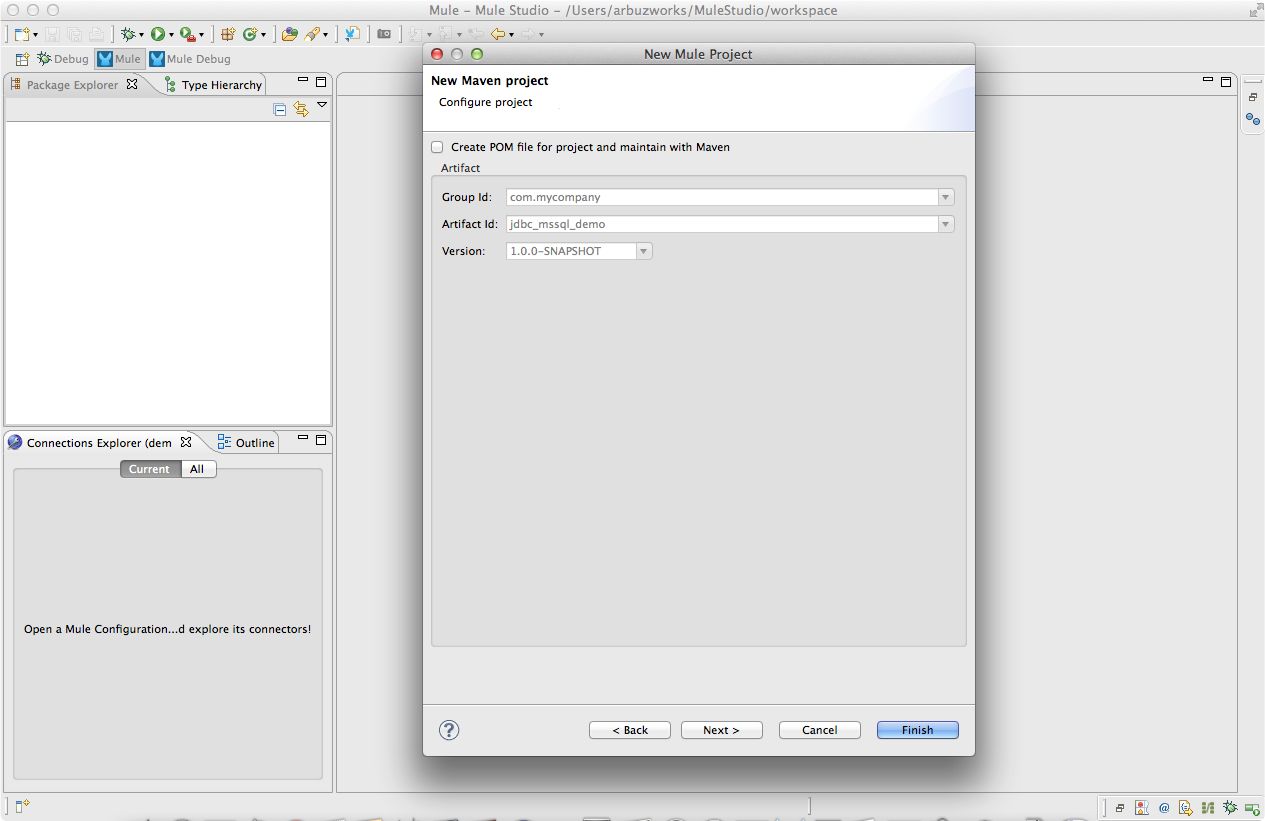 Mule – Mule Studio – /Users/arbuzworks/MuleStudio/workspace
Debug Mule Mule Debug
Package Explorer Type Hierarchy
New Mule Project
New Maven project
Configure project
Create POM file for project and maintain with Maven
Artifact
Group Id: com.mycompany
Artifact Id: jdbc_mssql_demo
Version: 1.0.0-SNAPSHOT
Connections Explorer (dem Outline
Current All
Open a Mule Configuration...d explore its connectors!
? < Back Next > Cancel Finish